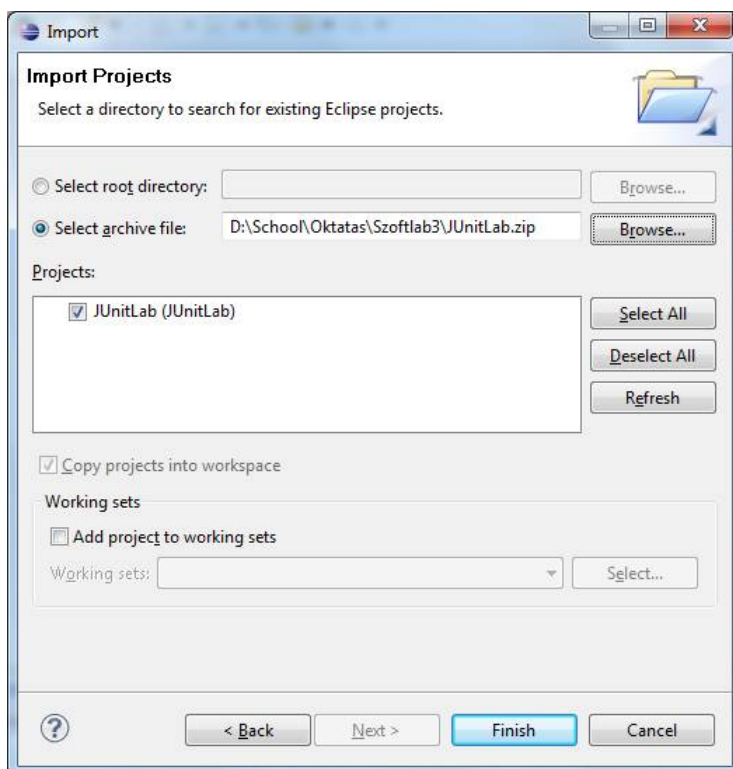 Import
Import Projects
Select a directory to search for existing Eclipse projects.
Select root directory:
Browse...
Select archive file: D:\School\Oktatas\Szoftlab3\JUnitLab.zip Browse...
Projects:
JUnitLab (JUnitLab)
Select All
Deselect All
Refresh
Copy projects into workspace
Working sets
Add project to working sets
Working sets:
Select...
?
< Back Next > Finish Cancel